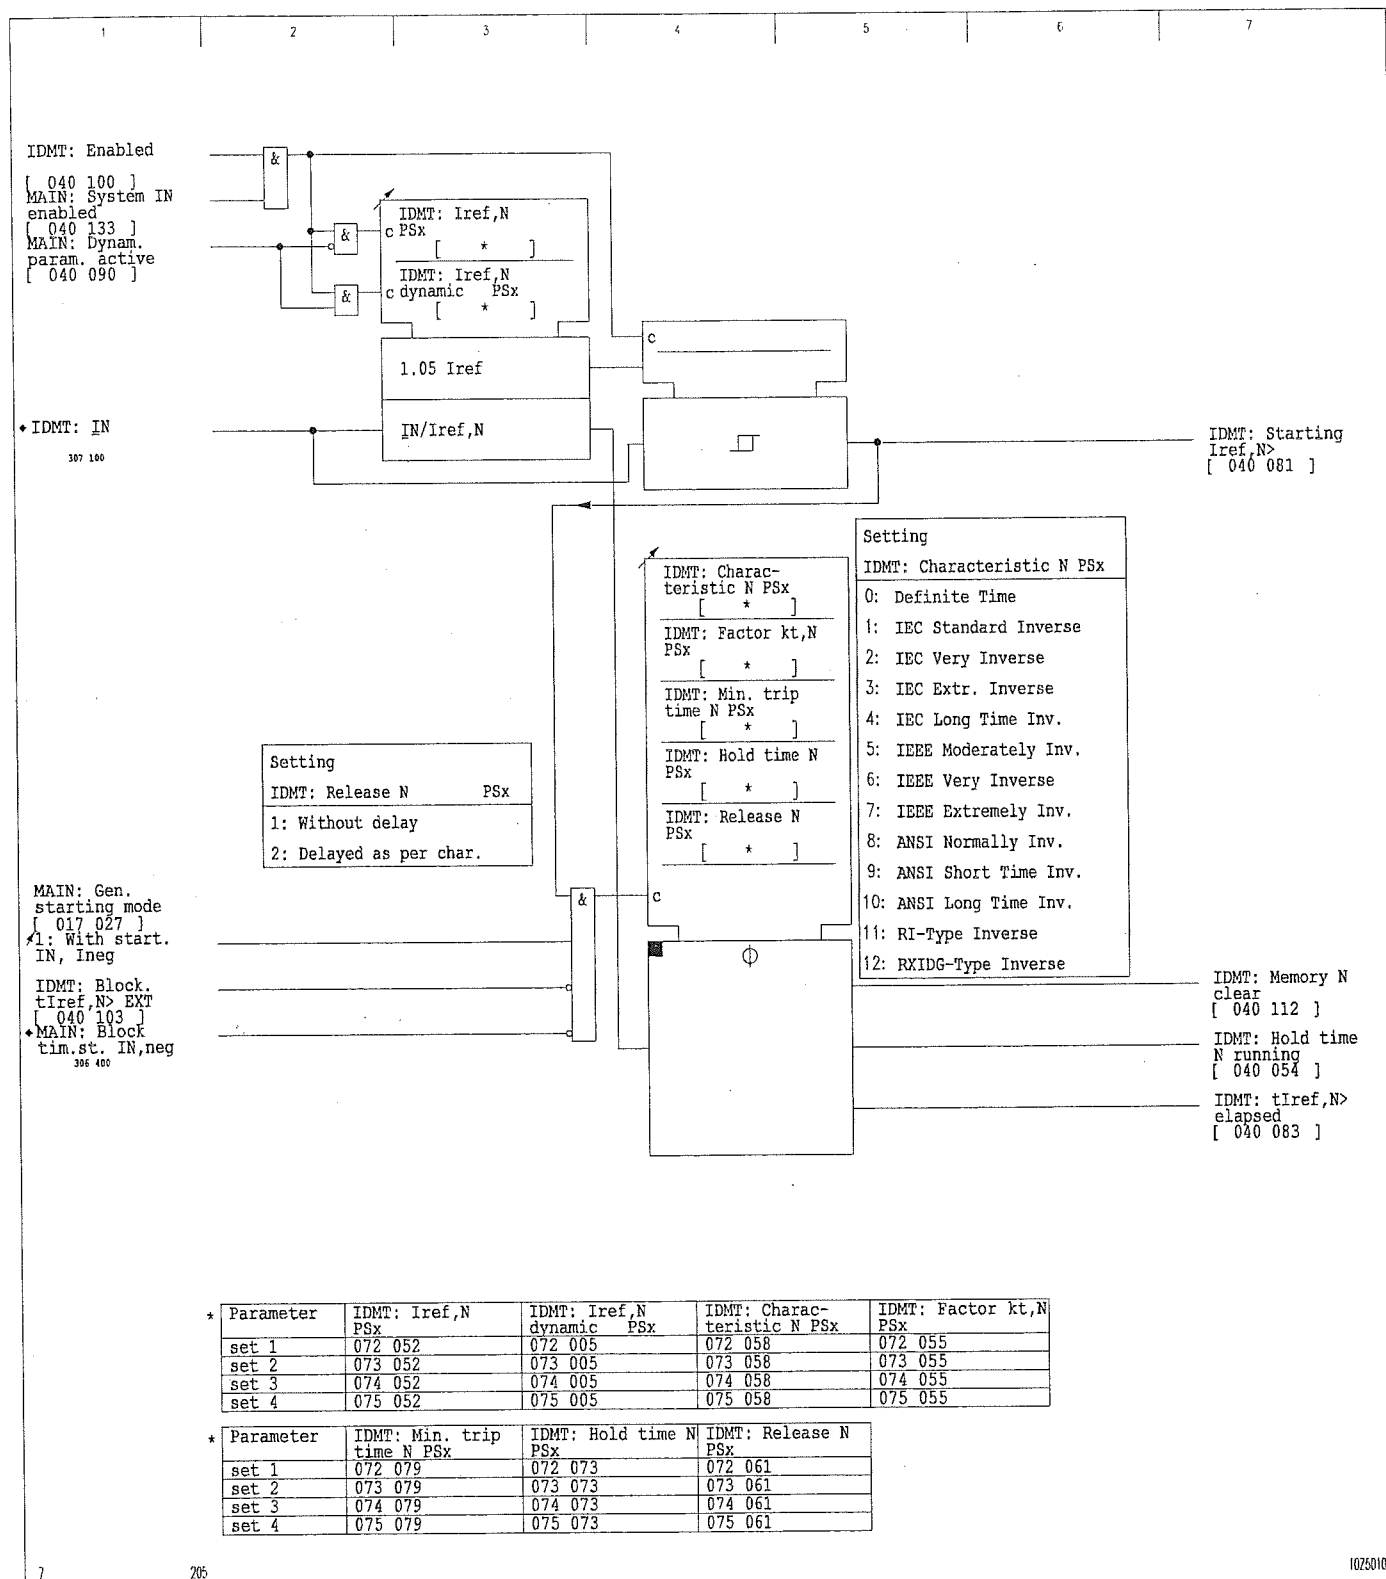 1 2 3 4 5 6 7
IDMT: Enabled
[ 040 100 ]
MAIN: System IN
enabled
[ 040 133 ]
MAIN: Dynam.
param. active
[ 040 090 ]
&
&
&
IDMT: Iref,N
c PSx
[ * ]
IDMT: Iref,N
c dynamic PSx
[ * ]
1.05 Iref
IN/Iref,N
c
IDMT: IN
307 100
IDMT: Starting
Iref,N>
[ 040 081 ]
Setting
IDMT: Characteristic N PSx
0: Definite Time
1: IEC Standard Inverse
2: IEC Very Inverse
3: IEC Extr. Inverse
4: IEC Long Time Inv.
5: IEEE Moderately Inv.
6: IEEE Very Inverse
7: IEEE Extremely Inv.
8: ANSI Normally Inv.
9: ANSI Short Time Inv.
10: ANSI Long Time Inv.
11: RI-Type Inverse
12: RXIDG-Type Inverse
IDMT: Charac-
teristic N PSx
[ * ]
IDMT: Factor kt,N
PSx
[ * ]
IDMT: Min. trip
time N PSx
[ * ]
IDMT: Hold time N
PSx
[ * ]
IDMT: Release N
PSx
[ * ]
c
Setting
IDMT: Release N PSx
1: Without delay
2: Delayed as per char.
MAIN: Gen.
starting mode
[ 017 027 ]
1: With start.
IN, Ineg
IDMT: Block.
tIref,N> EXT
[ 040 103 ]
MAIN: Block
tim.st. IN,neg
306 400
&
IDMT: Memory N
clear
[ 040 112 ]
IDMT: Hold time
N running
[ 040 054 ]
IDMT: tIref,N>
elapsed
[ 040 083 ]
* Parameter IDMT: Iref,N PSx IDMT: Iref,N dynamic PSx IDMT: Charac- teristic N PSx IDMT: Factor kt,N PSx
set 1 072 052 072 005 072 058 072 055
set 2 073 052 073 005 073 058 073 055
set 3 074 052 074 005 074 058 074 055
set 4 075 052 075 005 075 058 075 055
* Parameter IDMT: Min. trip time N PSx IDMT: Hold time N PSx IDMT: Release N PSx
set 1 072 079 072 073 072 061
set 2 073 079 073 073 073 061
set 3 074 079 074 073 074 061
set 4 075 079 075 073 075 061
7 205